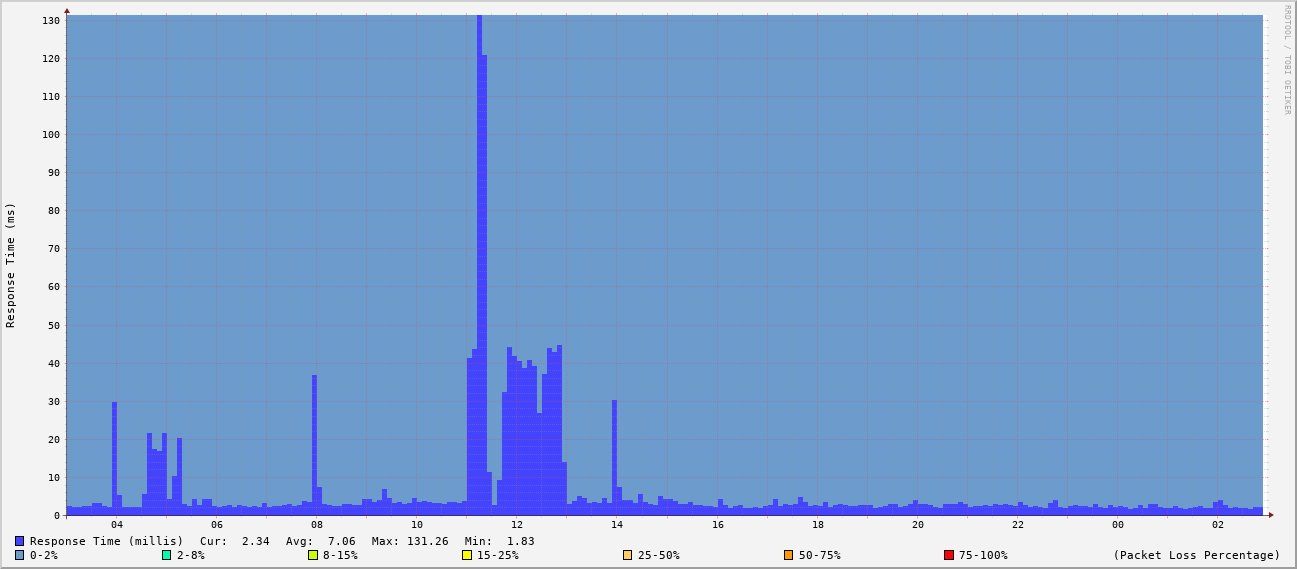 RRDTOOL / TOBI OETIKER
Response Time (ms)
130
120
110
100
90
80
70
60
50
40
30
20
10
0
04 06 08 10 12 14 16 18 20 22 00 02
Response Time (millis) Cur: 2.34 Avg: 7.06 Max: 131.26 Min: 1.83
0-2% 2-8% 8-15% 15-25% 25-50% 50-75% 75-100% (Packet Loss Percentage)